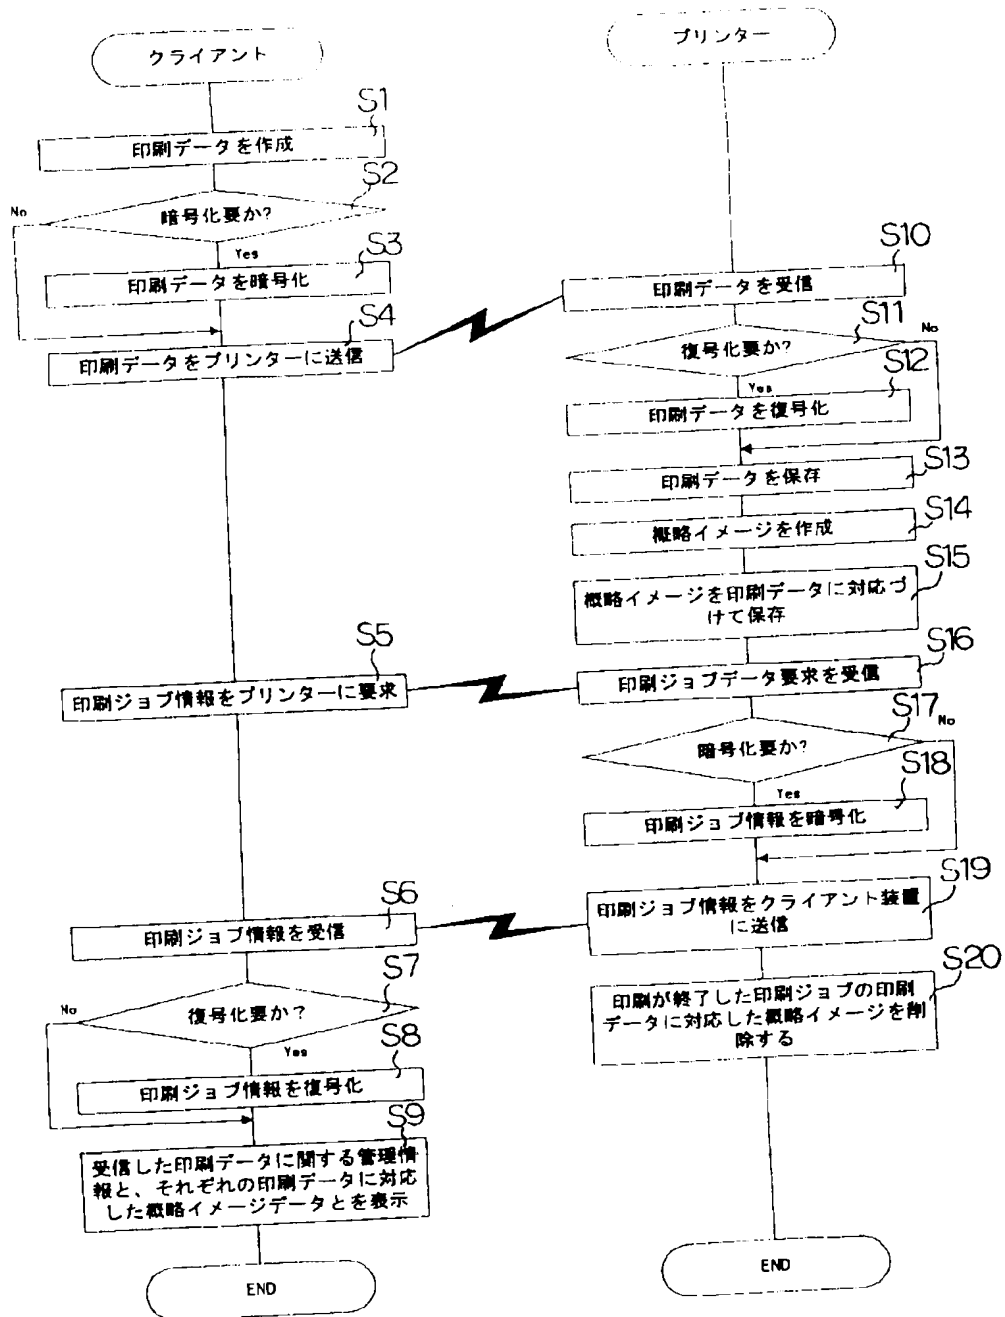 クライアント
S1
印刷データを作成
S2
暗号化要か?
No
Yes
S3
印刷データを暗号化
S4
印刷データをプリンターに送信
S5
印刷ジョブ情報をプリンターに要求
S6
印刷ジョブ情報を受信
S7
復号化要か?
No
Yes
S8
印刷ジョブ情報を復号化
S9
受信した印刷データに関する管理情
報と、それぞれの印刷データに対応
した概略イメージデータとを表示
END
プリンター
S10
印刷データを受信
S11
復号化要か?
No
Yes
S12
印刷データを復号化
S13
印刷データを保存
S14
概略イメージを作成
S15
概略イメージを印刷データに対応づ
けて保存
S16
印刷ジョブデータ要求を受信
S17
暗号化要か?
No
Yes
S18
印刷ジョブ情報を暗号化
S19
印刷ジョブ情報をクライアント装置
に送信
S20
印刷が終了した印刷ジョブの印刷
データに対応した概略イメージを削
除する
END